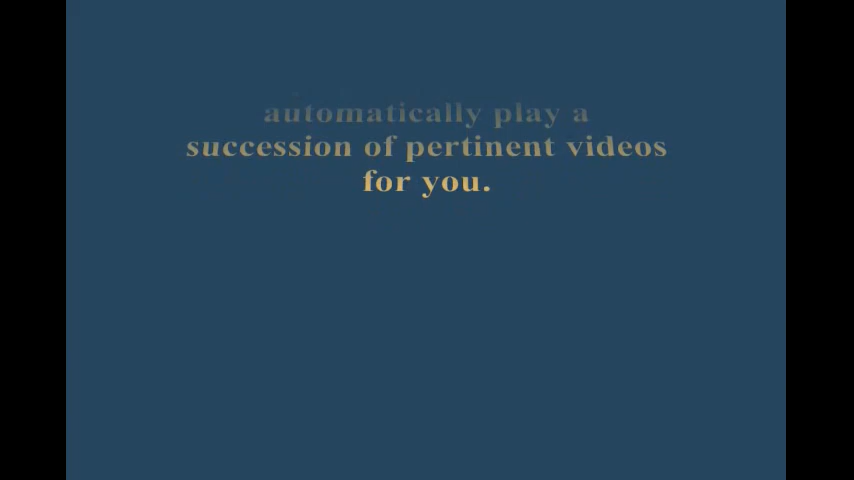 automatically play a
succession of pertinent videos
for you.